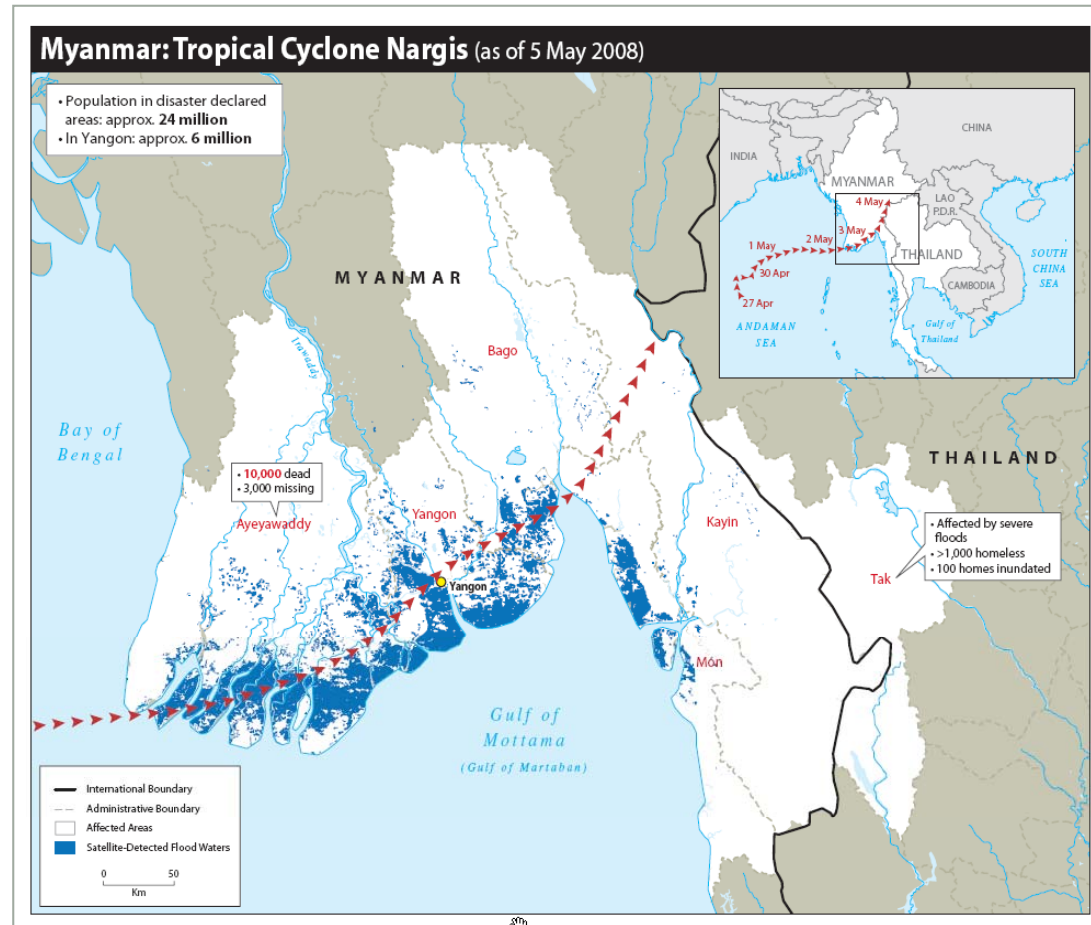 Myanmar: Tropical Cyclone Nargis (as of 5 May 2008)
• Population in disaster declared
areas: approx. 24 million
• In Yangon: approx. 6 million
CHINA
INDIA
MYANMAR
LAO
P.D.R.
4 May
3 May
2 May
1 May
30 Apr
27 Apr
THAILAND
CAMBODIA
SOUTH
CHINA
SEA
ANDAMAN
SEA
Gulf of
Thailand
MYANMAR
Irawaddy
Bago
Bay of
Bengal
THAILAND
• 10,000 dead
• 3,000 missing
Ayeyawaddy
Yangon
Yangon
Kayin
• Affected by severe
floods
• >1,000 homeless
• 100 homes inundated
Tak
Món
Gulf of
Mottama
(Gulf of Martaban)
International Boundary
Administrative Boundary
Affected Areas
Satellite-Detected Flood Waters
0 50
Km